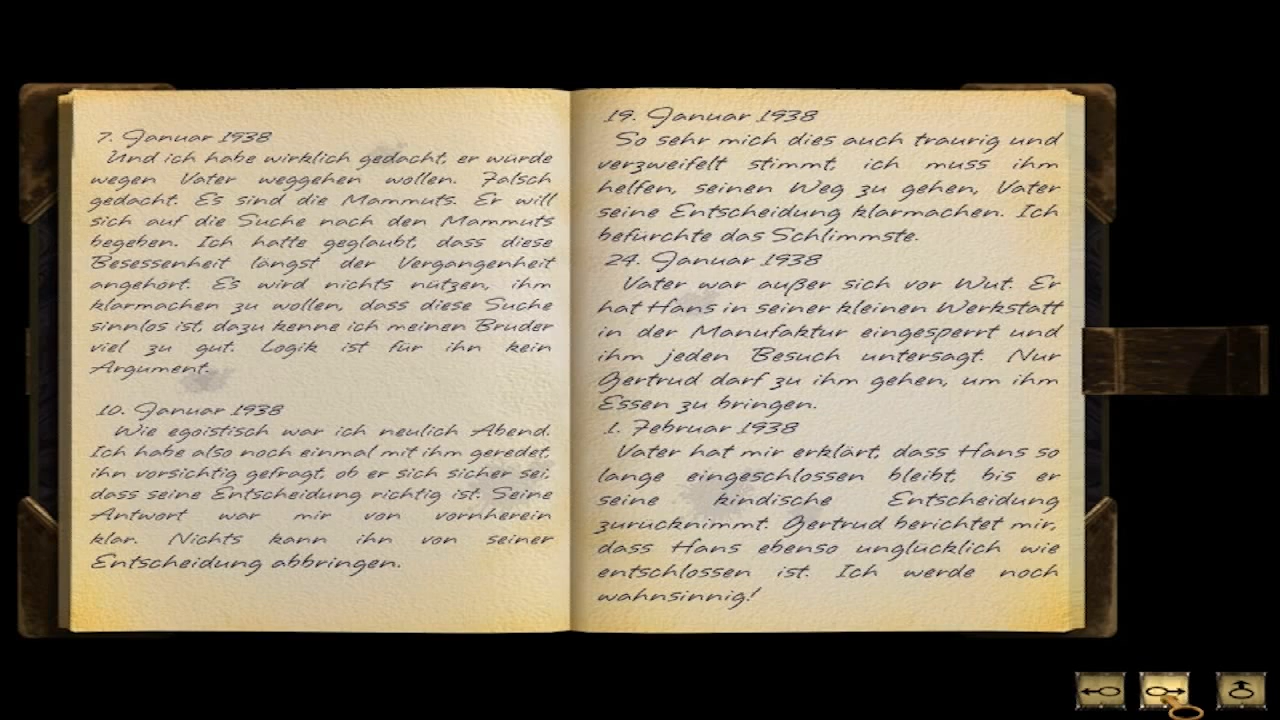 7. Januar 1938
Und ich habe wirklich gedacht, er würde
wegen Vater weggehen wollen. Falsch
gedacht. Es sind die Mammuts. Er will
sich auf die Suche nach den Mammuts
begeben. Ich hatte geglaubt, dass diese
Besessenheit längst der Vergangenheit
angehört. Es wird nichts nützen, ihm
klarmachen zu wollen, dass diese Suche
sinnlos ist, dazu kenne ich meinen Bruder
viel zu gut. Logik ist für ihn kein
Argument.
10. Januar 1938
Wie egoistisch war ich neulich Abend.
Ich habe also noch einmal mit ihm geredet,
ihn vorsichtig gefragt, ob er sich sicher sei,
dass seine Entscheidung richtig ist. Seine
Antwort war mir von vornherein
klar. Nichts kann ihn von seiner
Entscheidung abbringen.
19. Januar 1938
So sehr mich dies auch traurig und
verzweifelt stimmt, ich muss ihm
helfen, seinen Weg zu gehen, Vater
seine Entscheidung klarmachen. Ich
befürchte das Schlimmste.
24. Januar 1938
Vater war außer sich vor Wut. Er
hat Hans in seiner kleinen Werkstatt
in der Manufaktur eingesperrt und
ihm jeden Besuch untersagt. Nur
Gertrud darf zu ihm gehen, um ihm
Essen zu bringen.
1. Februar 1938
Vater hat mir erklärt, dass Hans so
lange eingeschlossen bleibt, bis er
seine kindische Entscheidung
zurücknimmt. Gertrud berichtet mir,
dass Hans ebenso unglücklich wie
entschlossen ist. Ich werde noch
wahnsinnig!